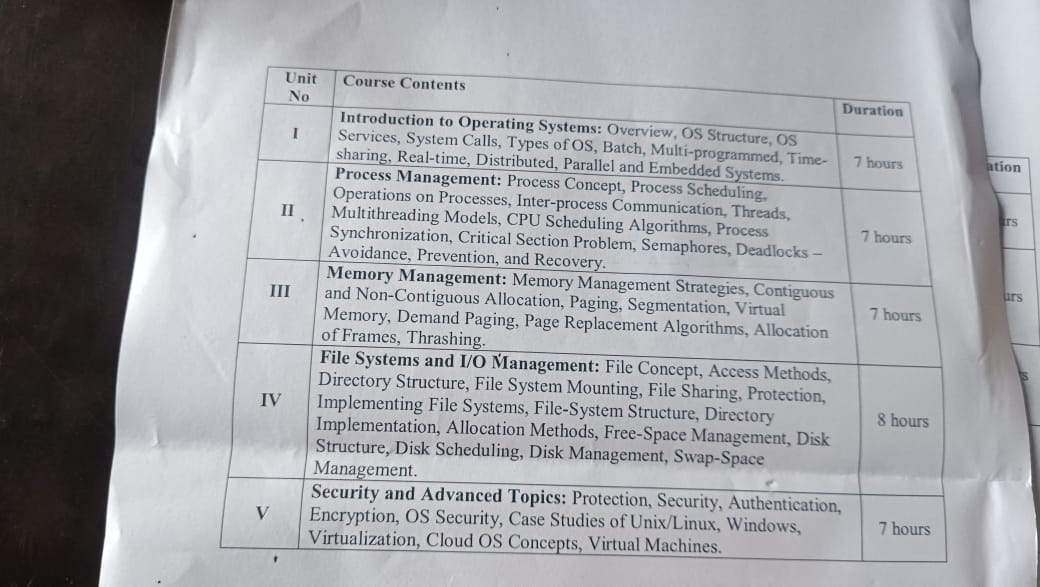 Unit No
Course Contents
Duration
I
Introduction to Operating Systems: Overview, OS Structure, OS
Services, System Calls, Types of OS, Batch, Multi-programmed, Time-
sharing, Real-time, Distributed, Parallel and Embedded Systems.
7 hours
II
Process Management: Process Concept, Process Scheduling,
Operations on Processes, Inter-process Communication, Threads,
Multithreading Models, CPU Scheduling Algorithms, Process
Synchronization, Critical Section Problem, Semaphores, Deadlocks –
Avoidance, Prevention, and Recovery.
7 hours
III
Memory Management: Memory Management Strategies, Contiguous
and Non-Contiguous Allocation, Paging, Segmentation, Virtual
Memory, Demand Paging, Page Replacement Algorithms, Allocation
of Frames, Thrashing.
7 hours
IV
File Systems and I/O Management: File Concept, Access Methods,
Directory Structure, File System Mounting, File Sharing, Protection,
Implementing File Systems, File-System Structure, Directory
Implementation, Allocation Methods, Free-Space Management, Disk
Structure, Disk Scheduling, Disk Management, Swap-Space
Management.
8 hours
V
Security and Advanced Topics: Protection, Security, Authentication,
Encryption, OS Security, Case Studies of Unix/Linux, Windows,
Virtualization, Cloud OS Concepts, Virtual Machines.
7 hours